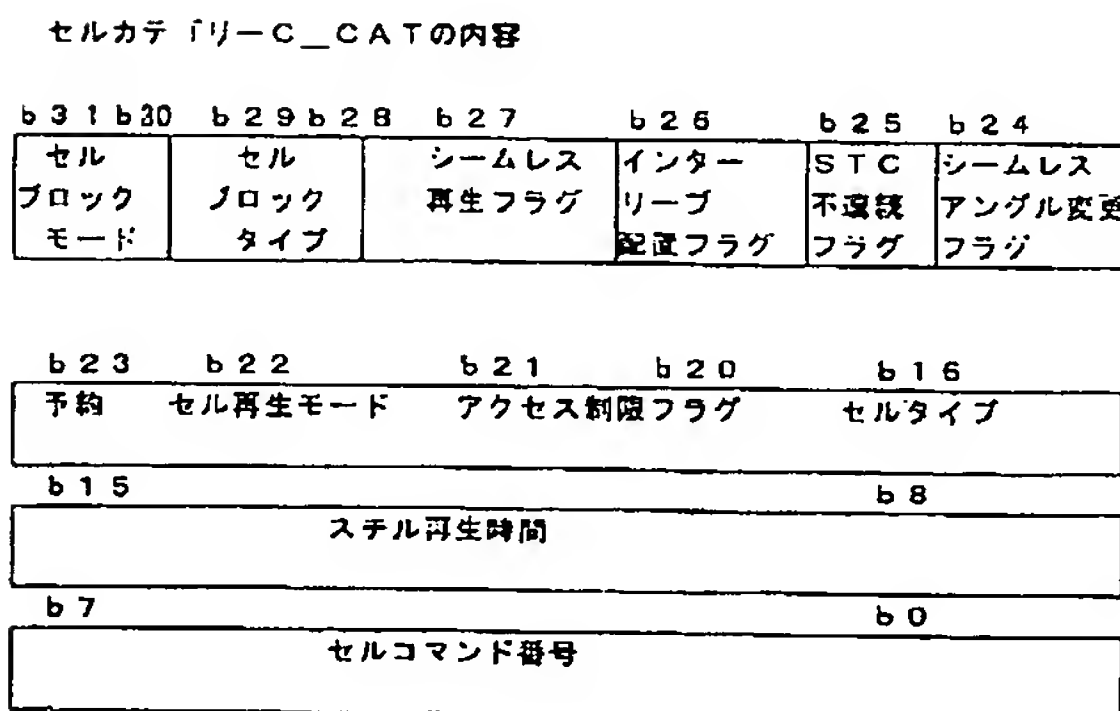 セルカテゴリーC_CATの内容
b31 b30 b29 b28 b27 b26 b25 b24
セル セル シームレス インター STC シームレス
ブロック ブロック 再生フラグ リーブ 不連続 アングル変更
モード タイプ 配置フラグ フラグ フラグ
b23 b22 b21 b20 b16
予約 セル再生モード アクセス制限フラグ セルタイプ
b15 b8
スチル再生時間
b7 b0
セルコマンド番号